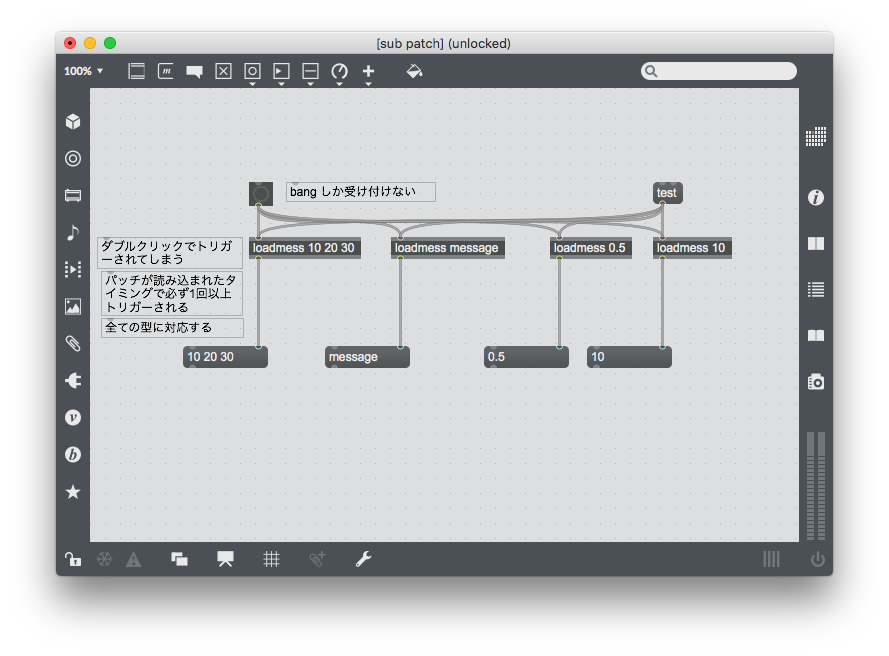 [sub patch] (unlocked)
100%
bang しか受け付けない
test
ダブルクリックでトリガ
ーされてしまう
loadmess 10 20 30
loadmess message
loadmess 0.5
loadmess 10
パッチが読み込まれたタ
イミングで必ず1回以上
トリガーされる
全ての型に対応する
10 20 30
message
0.5
10